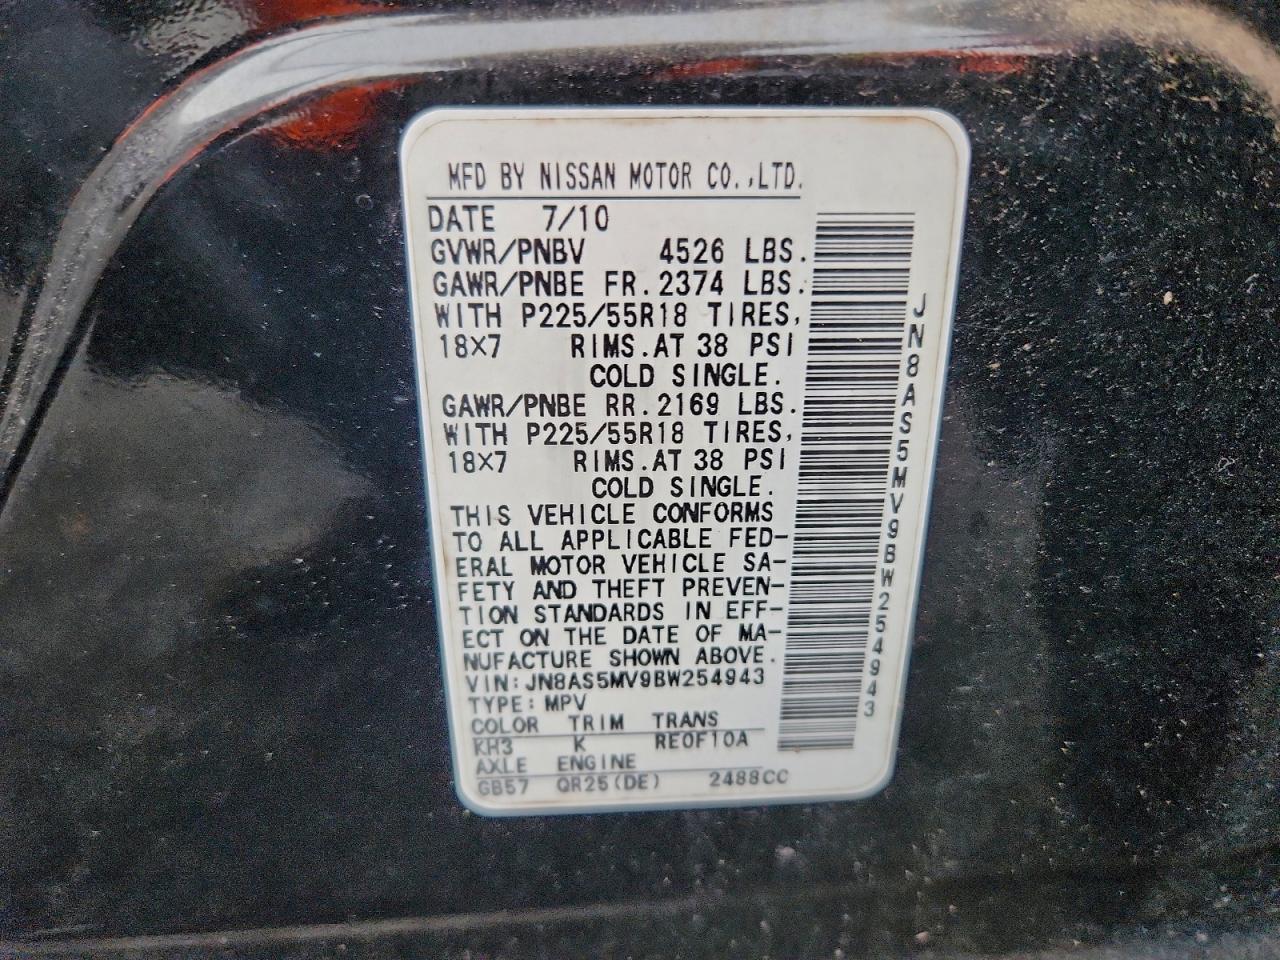 MFD BY NISSAN MOTOR CO.,LTD.
DATE 7/10
GVWR/PNBV 4526 LBS.
GAWR/PNBE FR.2374 LBS.
WITH P225/55R18 TIRES,
18X7 RIMS.AT 38 PSI
COLD SINGLE.
GAWR/PNBE RR.2169 LBS.
WITH P225/55R18 TIRES,
18X7 RIMS.AT 38 PSI
COLD SINGLE.
THIS VEHICLE CONFORMS
TO ALL APPLICABLE FED-
ERAL MOTOR VEHICLE SA-
FETY AND THEFT PREVEN-
TION STANDARDS IN EFF-
ECT ON THE DATE OF MA-
NUFACTURE SHOWN ABOVE.
VIN:JN8AS5MV9BW254943
TYPE:MPV
COLOR TRIM TRANS
KH3 K RE0F10A
AXLE ENGINE
GB57 QR25(DE) 2488CC
JN8AS5MV9BW254943